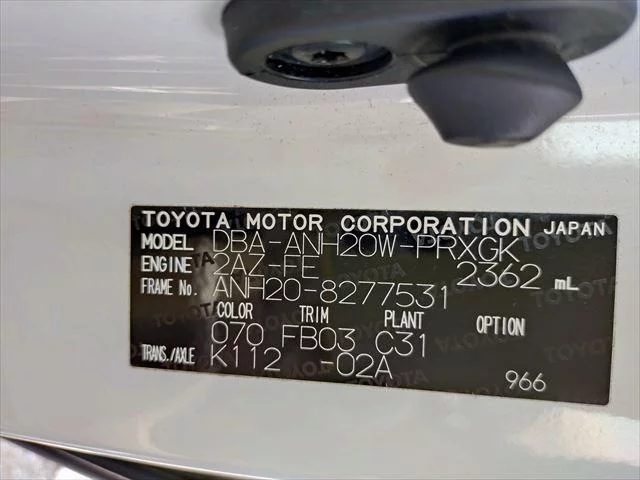 TOYOTA MOTOR CORPORATION JAPAN
MODEL DBA-ANH20W-PRXGK
ENGINE 2AZ-FE 2362 mL
FRAME No. ANH20-8277531
COLOR TRIM PLANT OPTION
070 FB03 C31
TRANS./AXLE K112 -02A
966